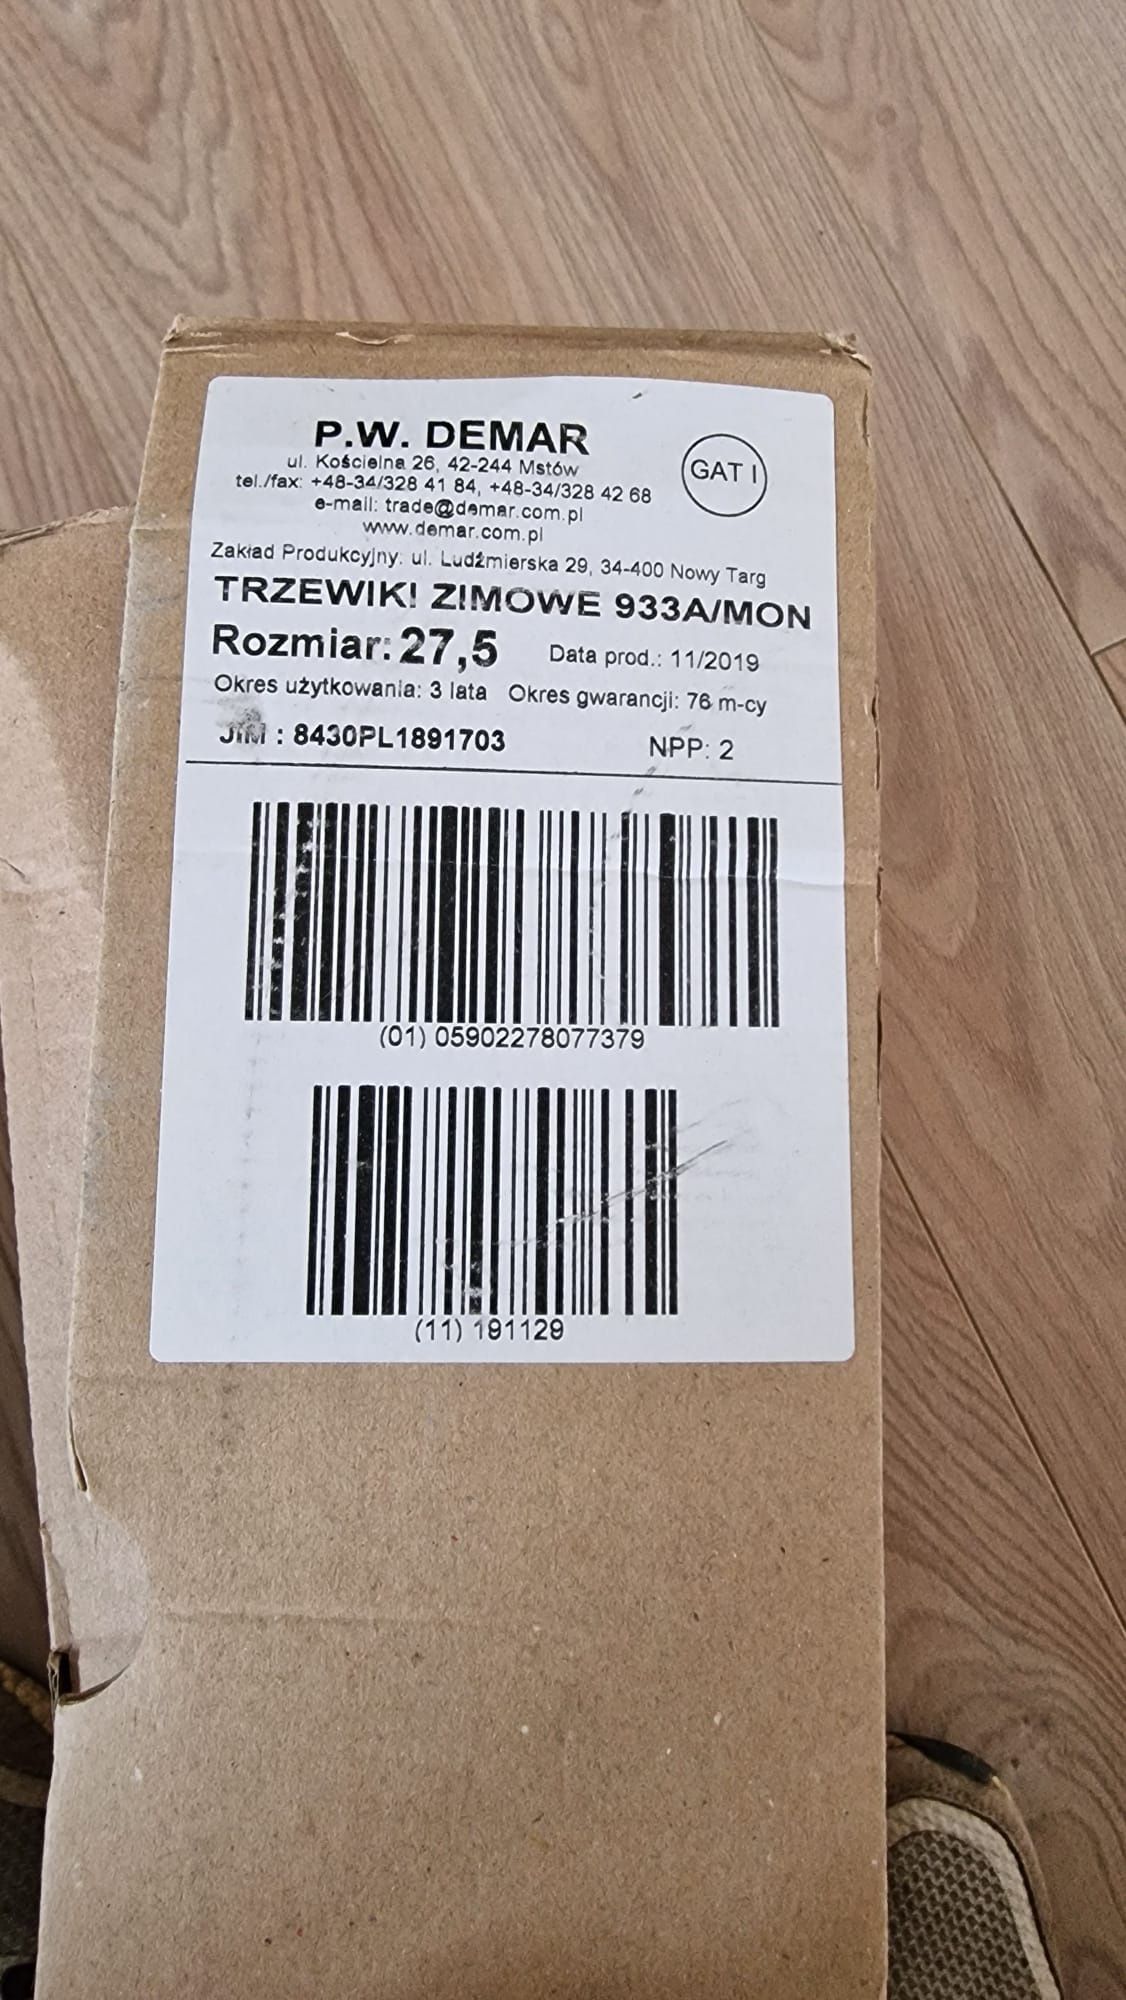 P.W. DEMAR
GAT I
ul. Kościelna 26, 42-244 Mstów
tel./fax: +48-34/328 41 84, +48-34/328 42 68
e-mail: trade@demar.com.pl
www.demar.com.pl
Zakład Produkcyjny: ul. Ludźmierska 29, 34-400 Nowy Targ
TRZEWIKI ZIMOWE 933A/MON
Rozmiar: 27,5 Data prod.: 11/2019
Okres użytkowania: 3 lata Okres gwarancji: 76 m-cy
JIM : 8430PL1891703 NPP: 2
(01) 05902278077379
(11) 191129